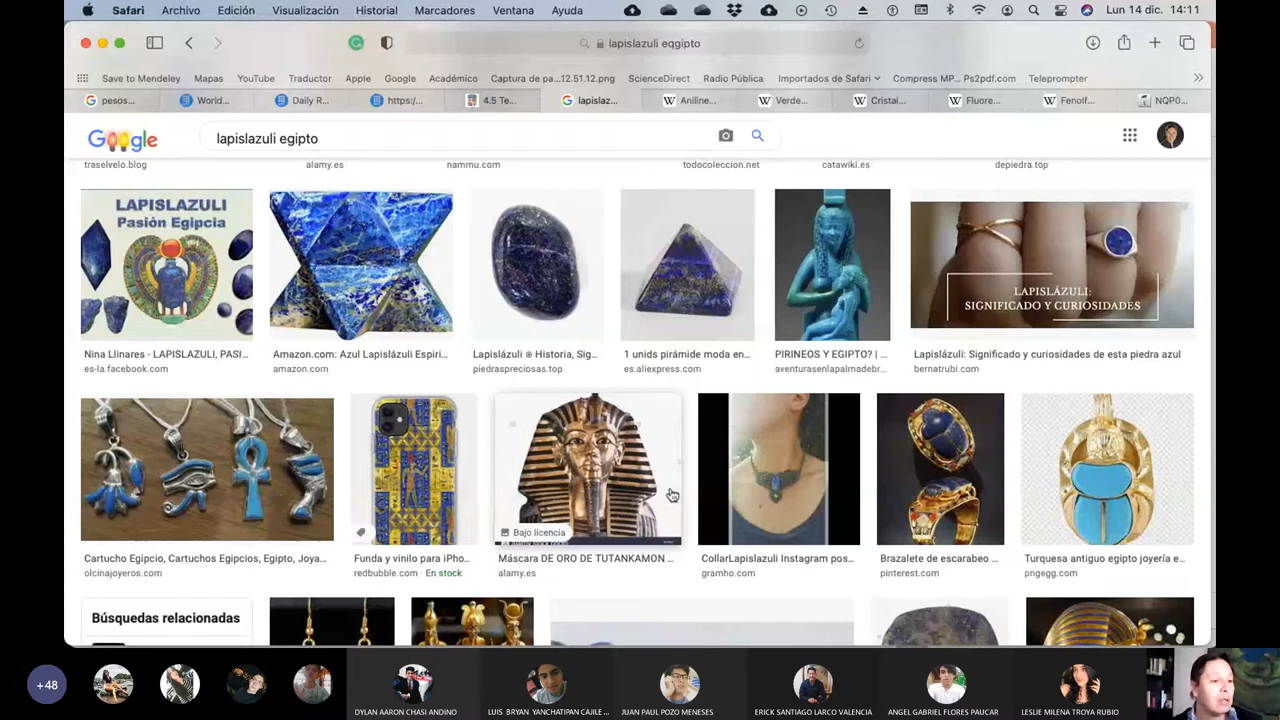 Safari Archivo Edición Visualización Historial Marcadores Ventana Ayuda Lun 14 dic. 14:11
lapislazuli eqgipto
Save to Mendeley Mapas YouTube Traductor Apple Google Académico Captura de pa...12.51.12.png ScienceDirect Radio Pública Importados de Safari Compress MP... Ps2pdf.com Teleprompter
pesos... World... Daily R... https:/... 4.5 Te... lapislaz... Aniline... Verde... Cristal... Fluore... Fenolf... NQP0...
Google
lapislazuli egipto
traselvelo.blog alamy.es nammu.com todocoleccion.net catawiki.es depiedra.top
LAPISLAZULI
Pasión Egipcia
LAPISLÁZULI:
SIGNIFICADO Y CURIOSIDADES
Nina Llinares - LAPISLAZULI, PASI... Amazon.com: Azul Lapislázuli Espiri... Lapislázuli ® Historia, Sig... 1 unids pirámide moda en... PIRINEOS Y EGIPTO? | ... Lapislázuli: Significado y curiosidades de esta piedra azul
es-la.facebook.com amazon.com piedraspreciosas.top es.aliexpress.com aventurasenlapalmadebr... bernatrubi.com
Bajo licencia
Cartucho Egipcio, Cartuchos Egipcios, Egipto, Joya... Funda y vinilo para iPho... Máscara DE ORO DE TUTANKAMON ... CollarLapislazuli Instagram pos... Brazalete de escarabeo ... Turquesa antiguo egipto joyería e...
olcinajoyeros.com redbubble.com En stock alamy.es gramho.com pinterest.com pngegg.com
Búsquedas relacionadas
+48
DYLAN AARON CHASI ANDINO LUIS BRYAN YANCHATIPAN CAJILE ... JUAN PAUL POZO MENESES ERICK SANTIAGO LARCO VALENCIA ANGEL GABRIEL FLORES PAUCAR LESLIE MILENA TROYA RUBIO